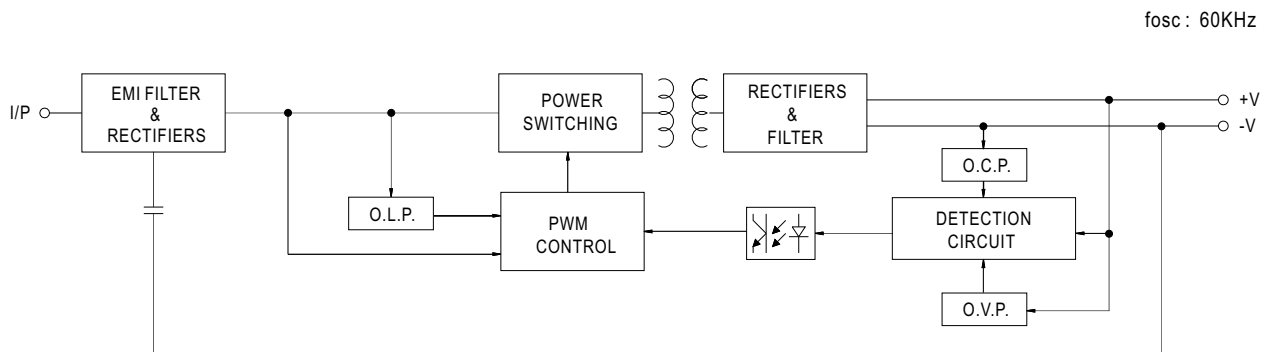 fosc : 60KHz
I/P
EMI FILTER
&
RECTIFIERS
POWER
SWITCHING
RECTIFIERS
&
FILTER
+V
-V
O.C.P.
O.L.P.
PWM
CONTROL
DETECTION
CIRCUIT
O.V.P.